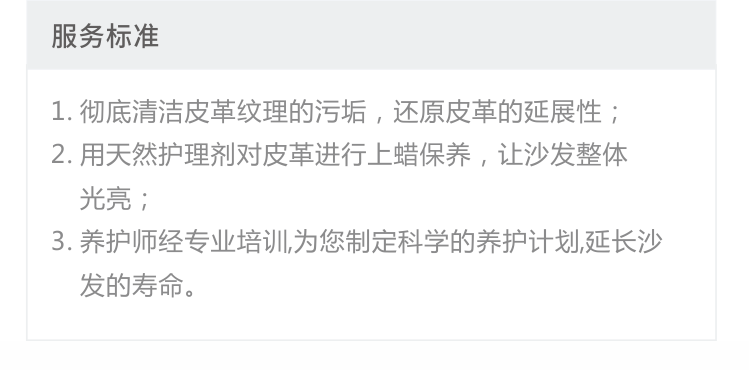 服务标准
1. 彻底清洁皮革纹理的污垢，还原皮革的延展性；
2. 用天然护理剂对皮革进行上蜡保养，让沙发整体
光亮；
3. 养护师经专业培训,为您制定科学的养护计划,延长沙
发的寿命。